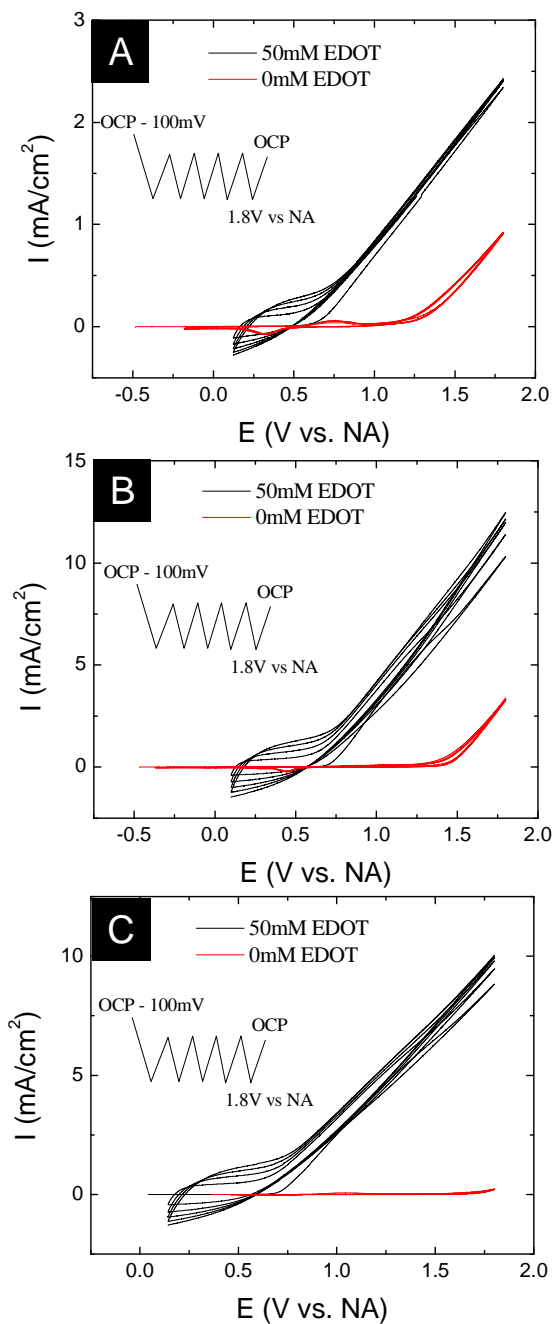 A
50mM EDOT
0mM EDOT
OCP - 100mV
OCP
1.8V vs NA
I (mA/cm²)
3
2
1
0
-0.5 0.0 0.5 1.0 1.5 2.0
E (V vs. NA)
B
50mM EDOT
0mM EDOT
OCP - 100mV
OCP
1.8V vs NA
I (mA/cm²)
15
10
5
0
-0.5 0.0 0.5 1.0 1.5 2.0
E (V vs. NA)
C
50mM EDOT
0mM EDOT
OCP - 100mV
OCP
1.8V vs NA
I (mA/cm²)
10
5
0
0.0 0.5 1.0 1.5 2.0
E (V vs. NA)